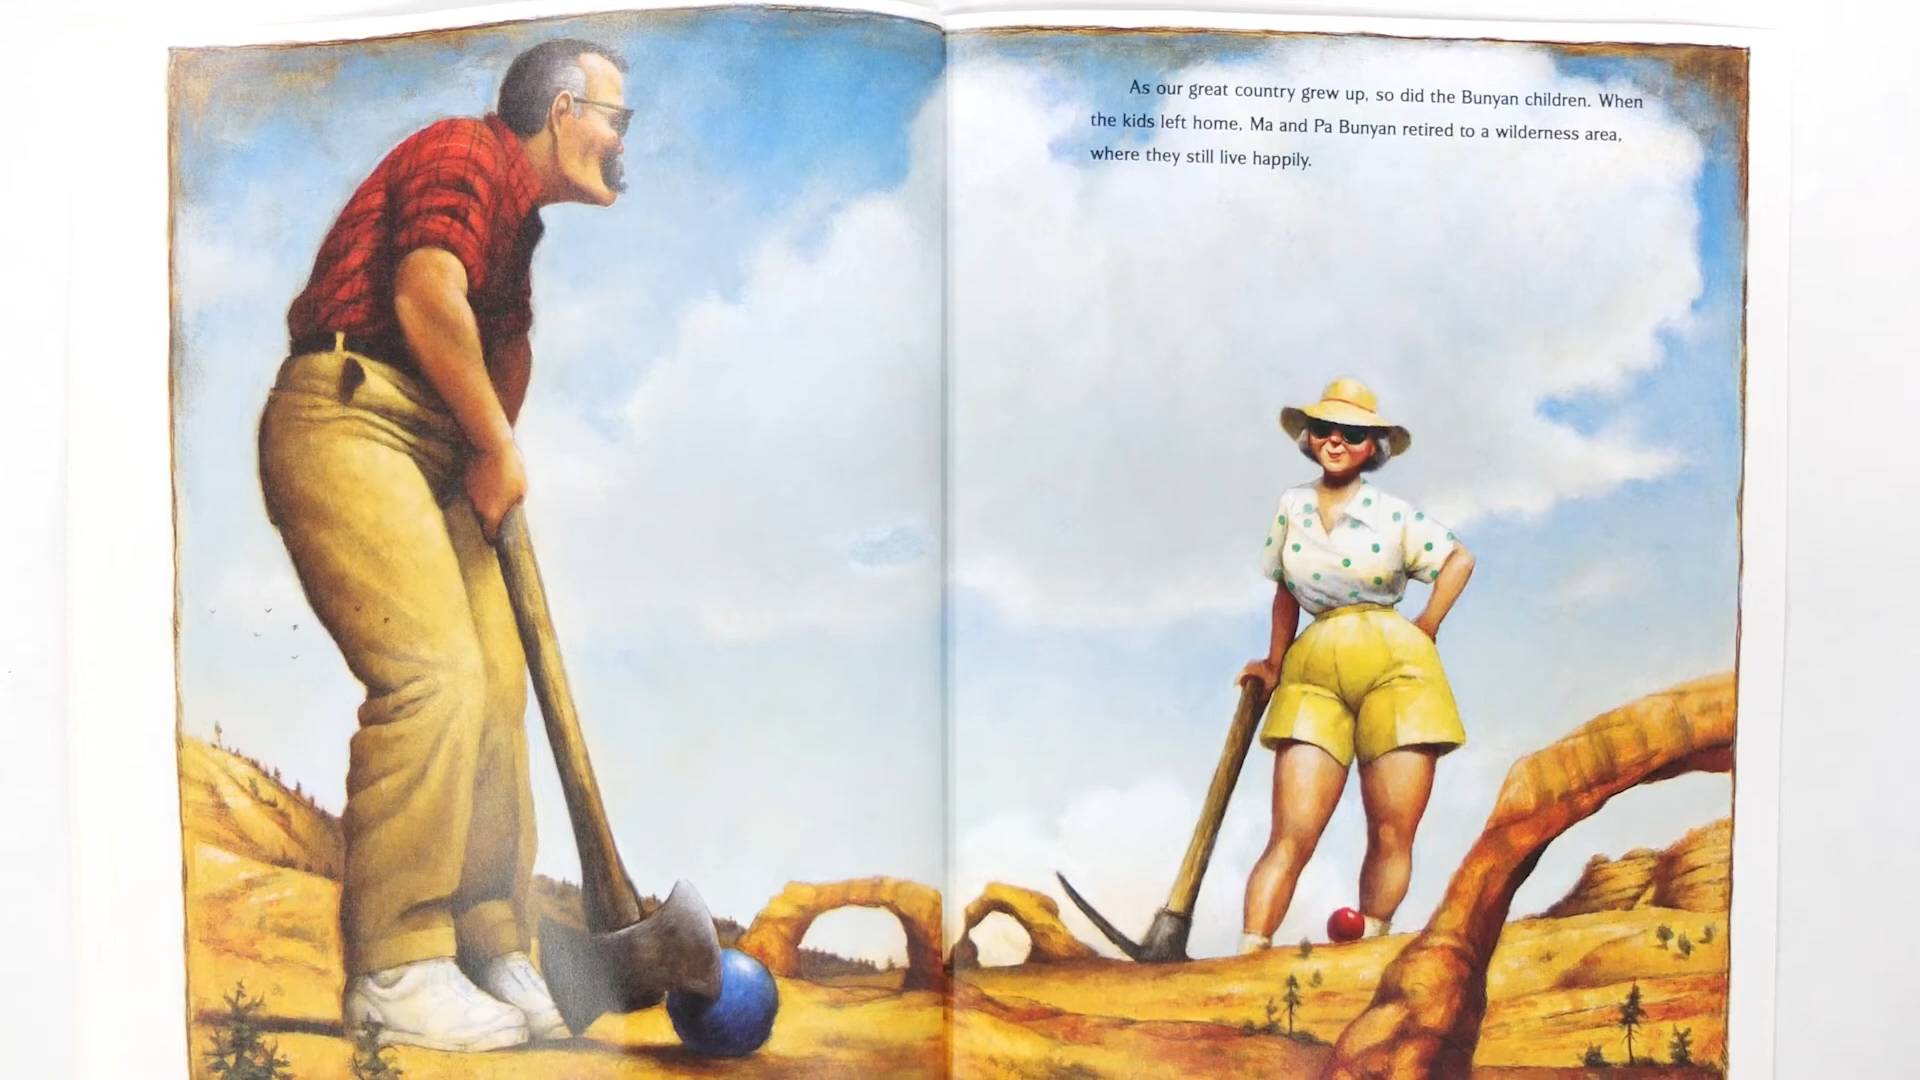 As our great country grew up, so did the Bunyan children. When
the kids left home, Ma and Pa Bunyan retired to a wilderness area,
where they still live happily.